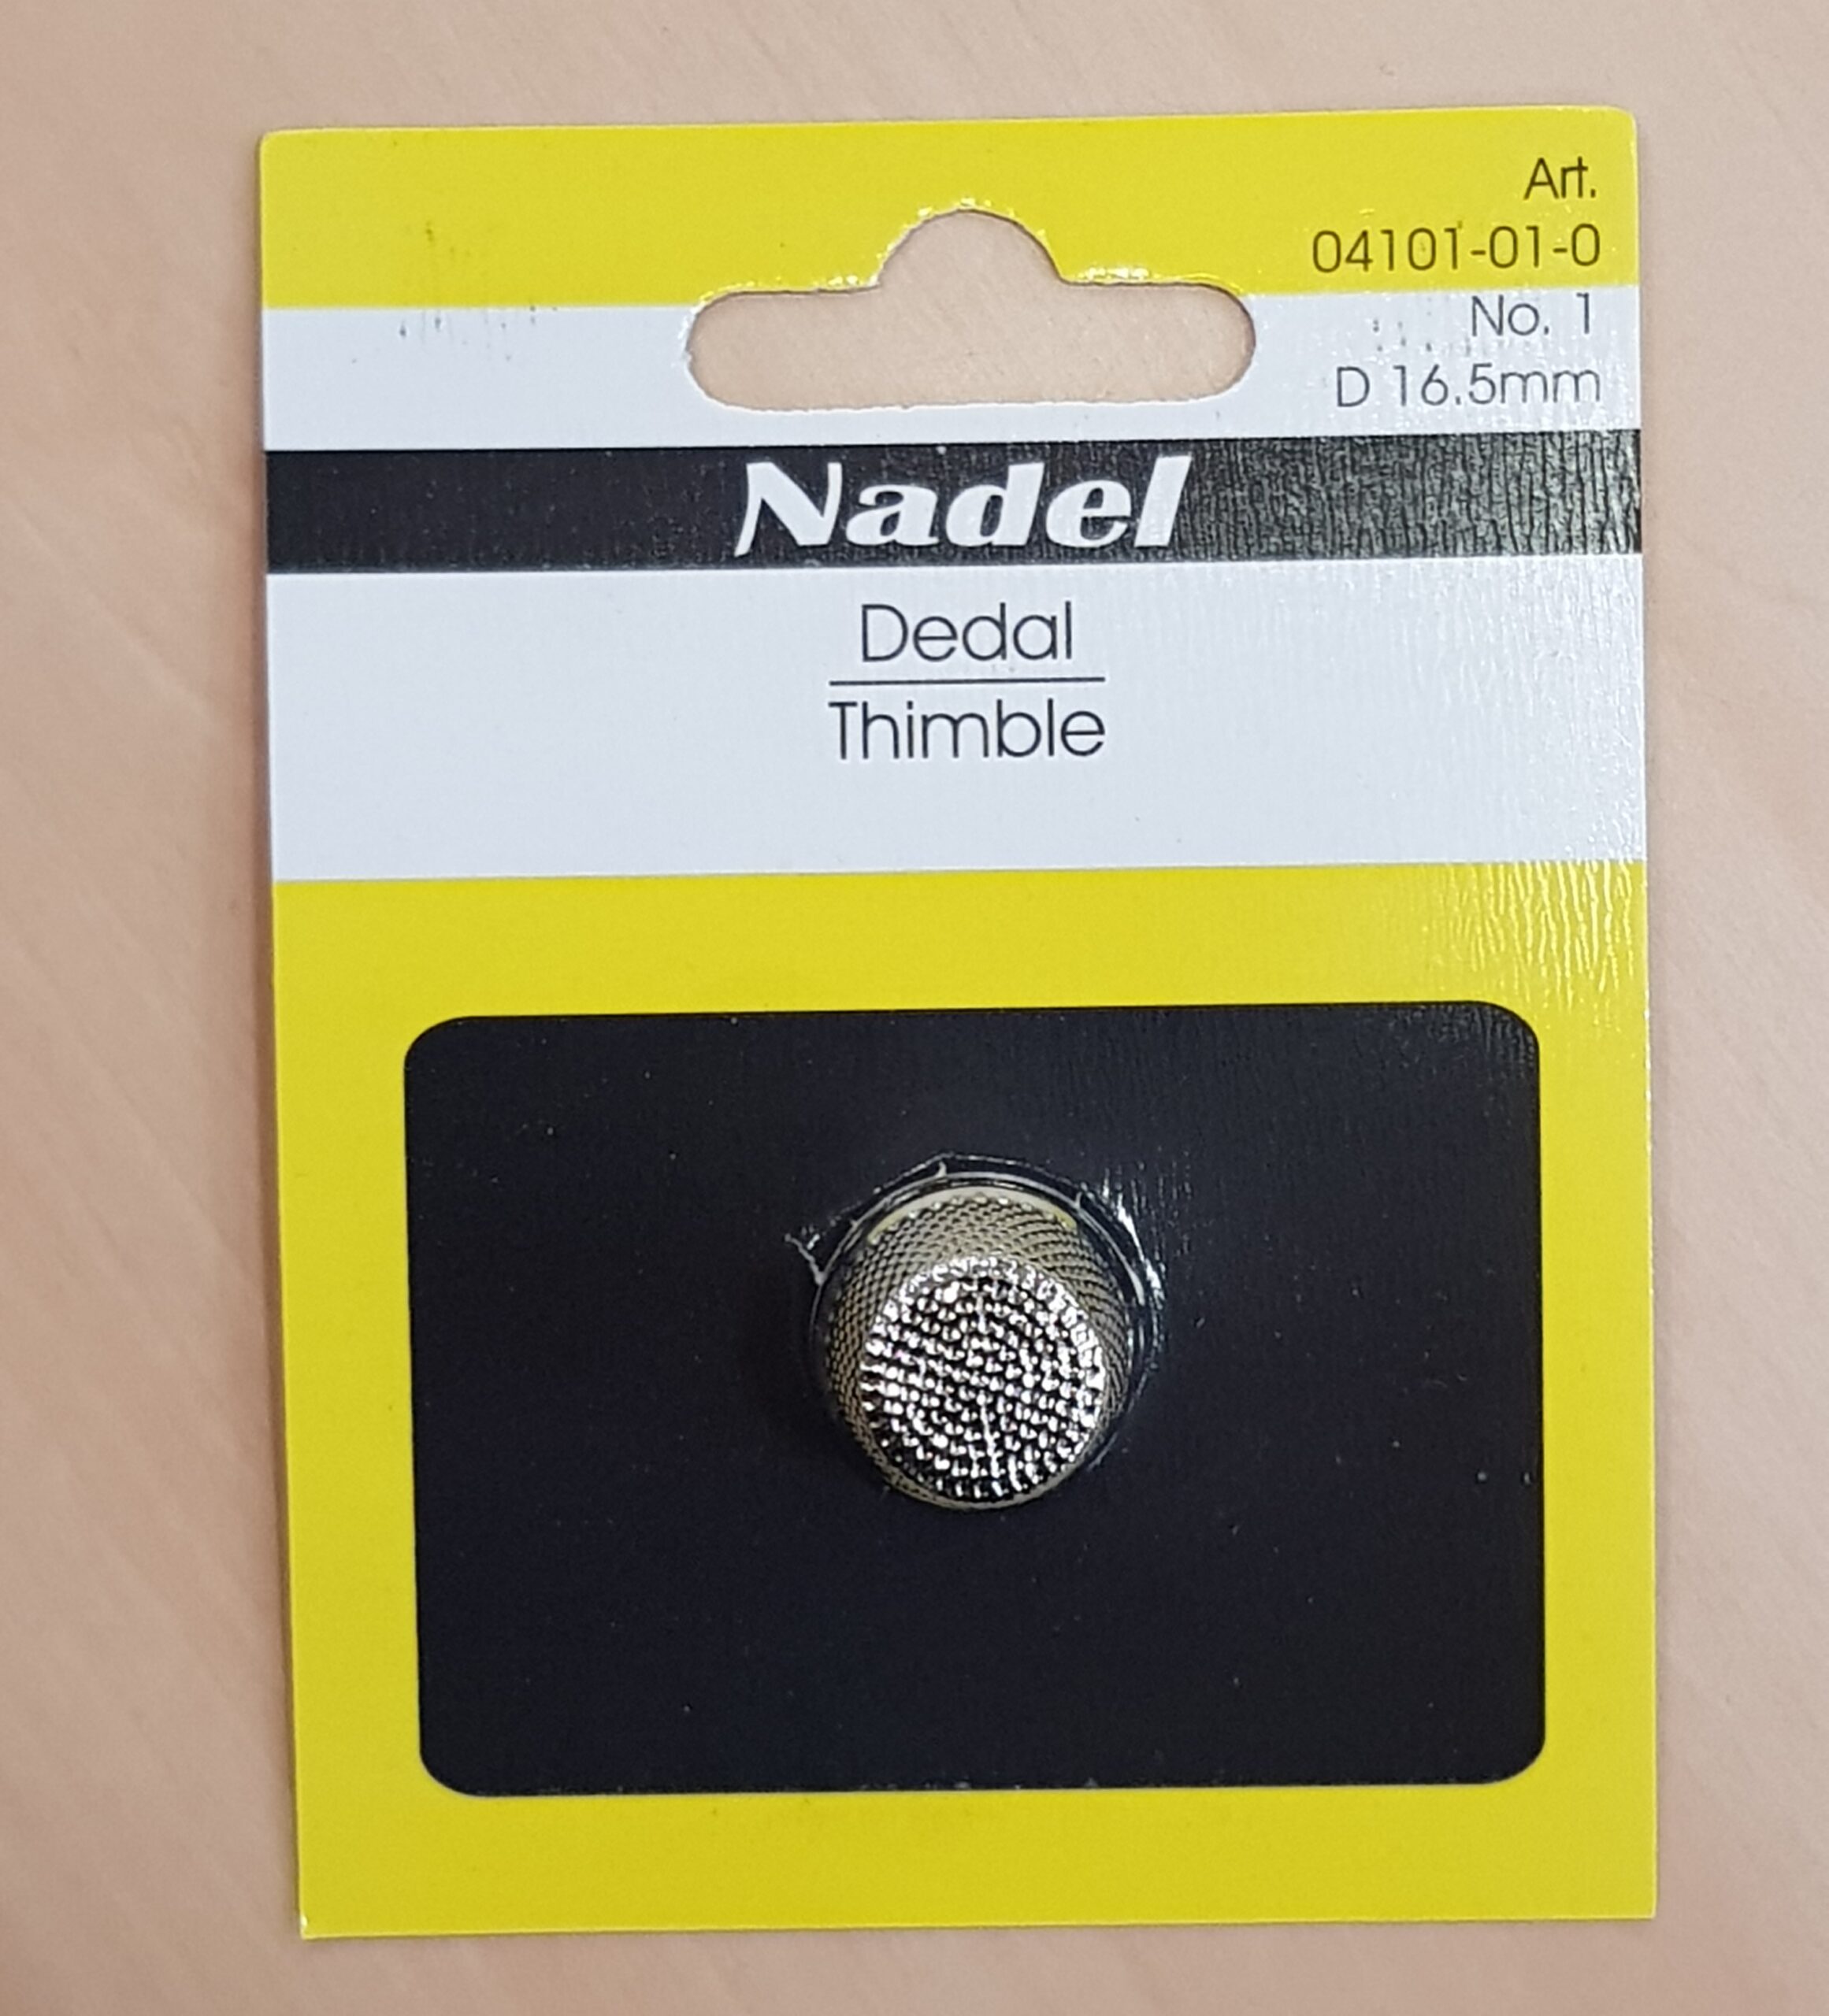 Art.
04101-01-0
No. 1
D 16.5mm
Nadel
Dedal
Thimble